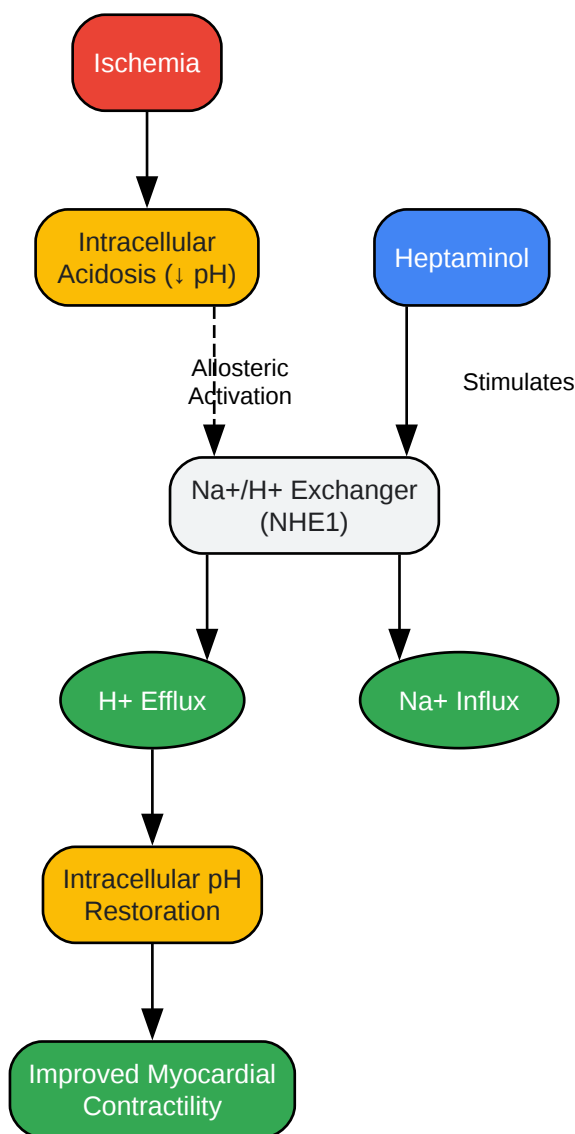 Ischemia
Intracellular
Acidosis (↓ pH)
Heptaminol
Allosteric
Activation
Stimulates
Na+/H+ Exchanger
(NHE1)
H+ Efflux
Na+ Influx
Intracellular pH
Restoration
Improved Myocardial
Contractility